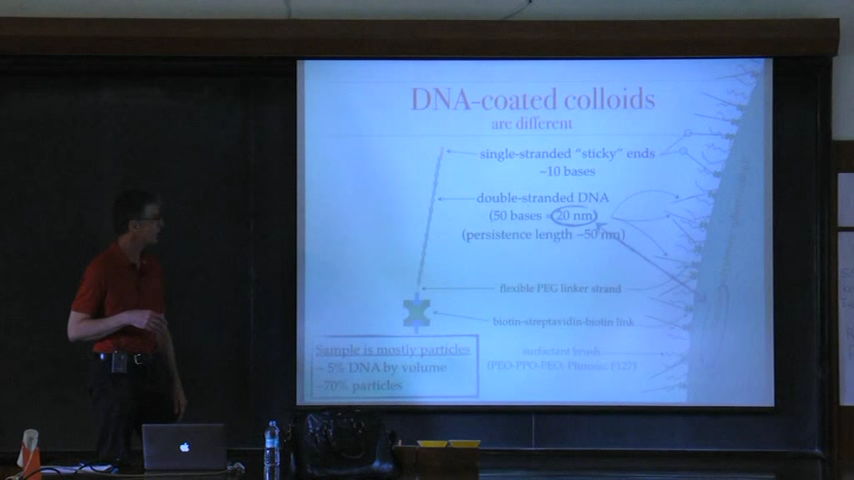 DNA-coated colloids
are different
single-stranded "sticky" ends
~10 bases
double-stranded DNA
(50 bases = 20 nm)
(persistence length ~50 nm)
flexible PEG linker strand
biotin-streptavidin-biotin link
surfactant brush
(PEO-PPO-PEO, Pluronic F127)
Sample is mostly particles
~ 5% DNA by volume
~70% particles